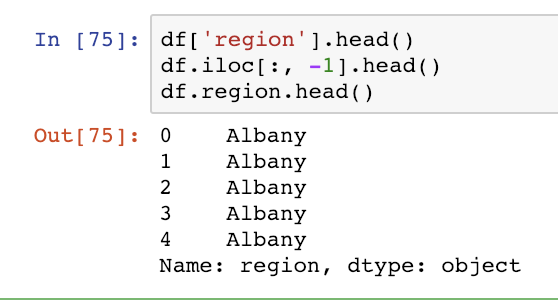 In [75]: df['region'].head()
df.iloc[:, -1].head()
df.region.head()
Out[75]: 0    Albany
1    Albany
2    Albany
3    Albany
4    Albany
Name: region, dtype: object